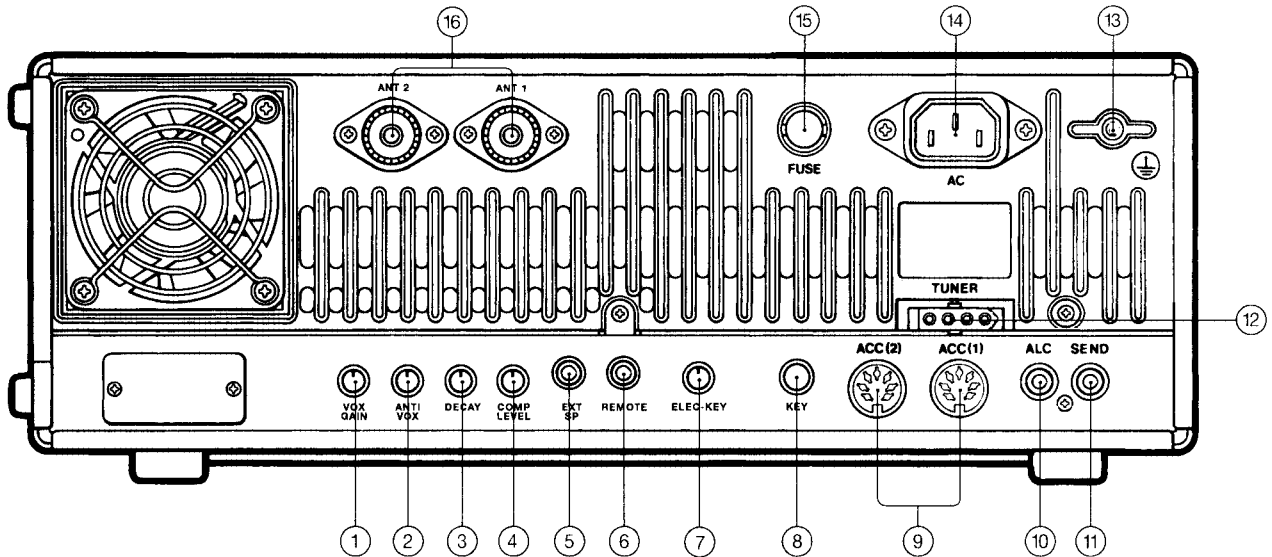 16 15 14 13
ANT 2 ANT 1
FUSE
AC
TUNER
12
ACC(2) ACC(1) ALC SEND
VOX GAIN
ANTI VOX
DECAY
COMP LEVEL
EXT SP
REMOTE
ELEC-KEY
KEY
1 2 3 4 5 6 7 8 9 10 11